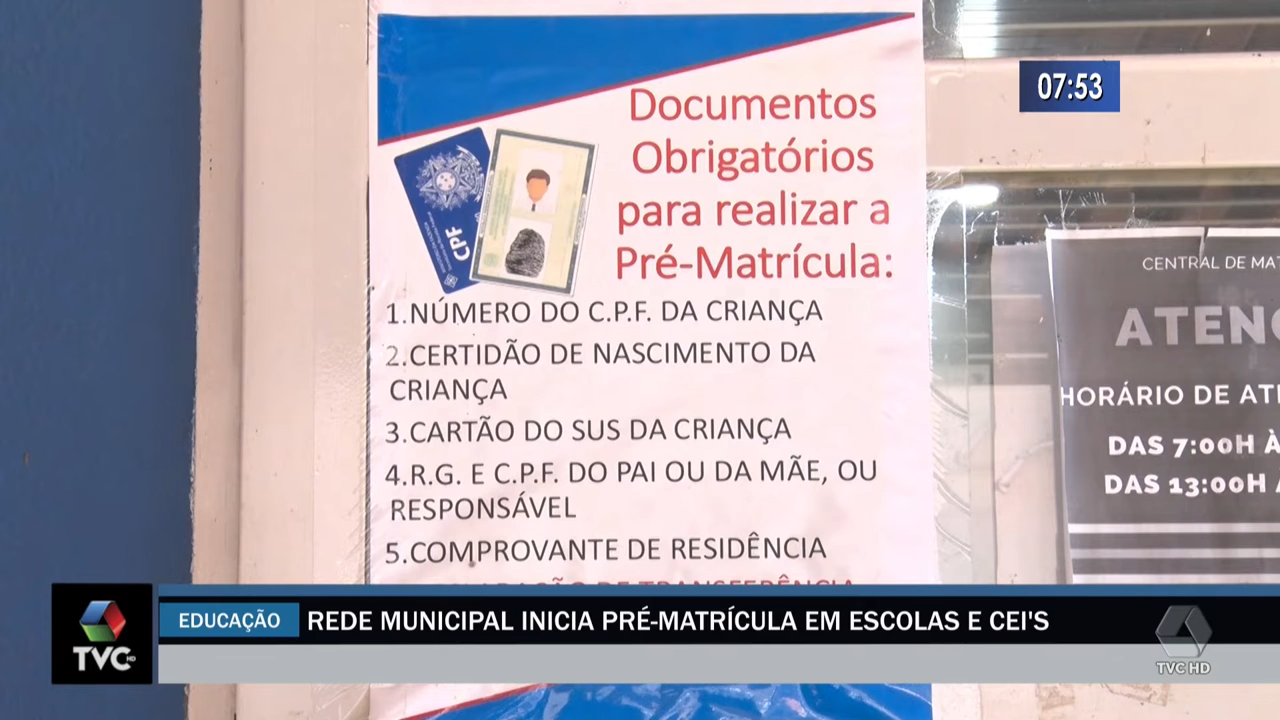 07:53
Documentos
Obrigatórios
para realizar a
Pré-Matrícula:
CPF
1.NÚMERO DO C.P.F. DA CRIANÇA
2.CERTIDÃO DE NASCIMENTO DA
CRIANÇA
3.CARTÃO DO SUS DA CRIANÇA
4.R.G. E C.P.F. DO PAI OU DA MÃE, OU
RESPONSÁVEL
5.COMPROVANTE DE RESIDÊNCIA
DE TRANSFERÊNCIA
CENTRAL DE
HORÁRIO DE
DAS 7:00H À
DAS 13:00H
EDUCAÇÃO
REDE MUNICIPAL INICIA PRÉ-MATRÍCULA EM ESCOLAS E CEI'S
TVC HD
TVC HD